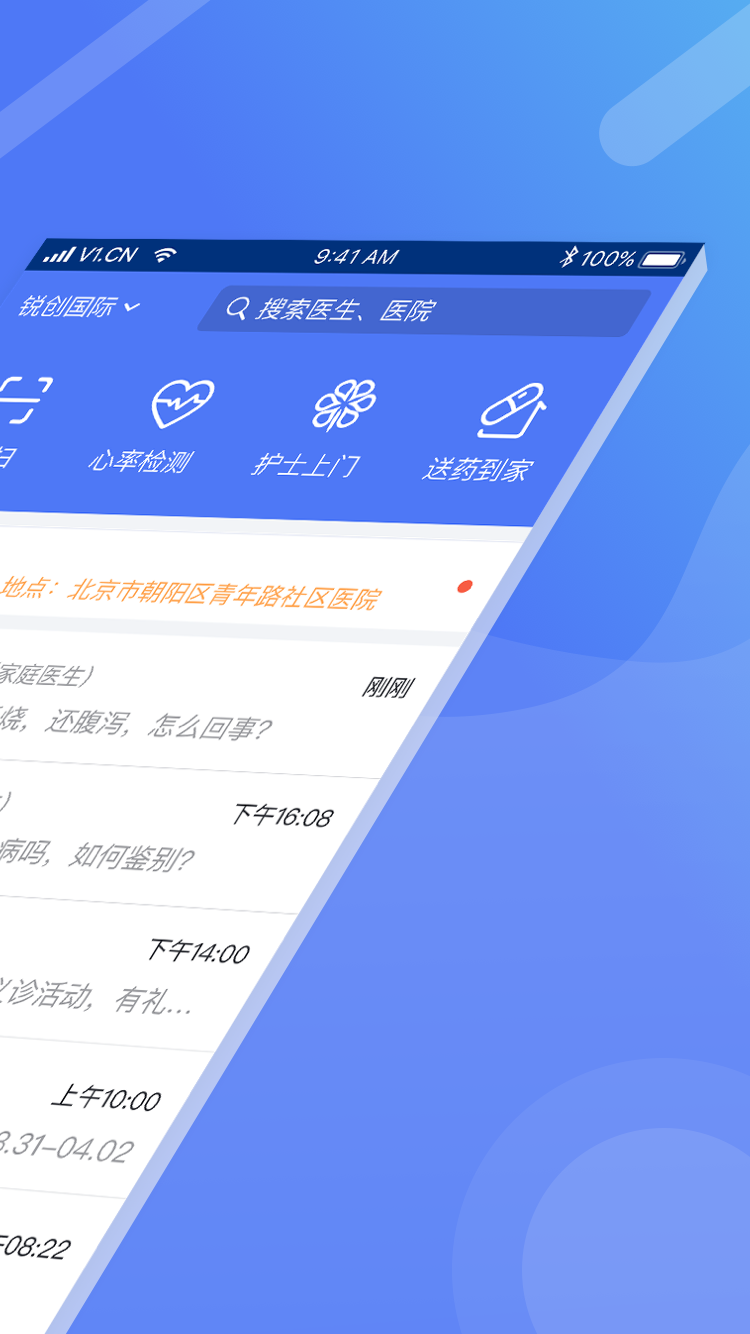 V1.CN 9:41 AM 100%
锐创国际 搜索医生、医院
心率检测 护士上门 送药到家
地点：北京市朝阳区青年路社区医院
家庭医生） 刚刚
烧，还腹泻，怎么回事？
下午16:08
病吗，如何鉴别？
下午14:00
义诊活动，有礼...
上午10:00
3.31-04.02
08:22